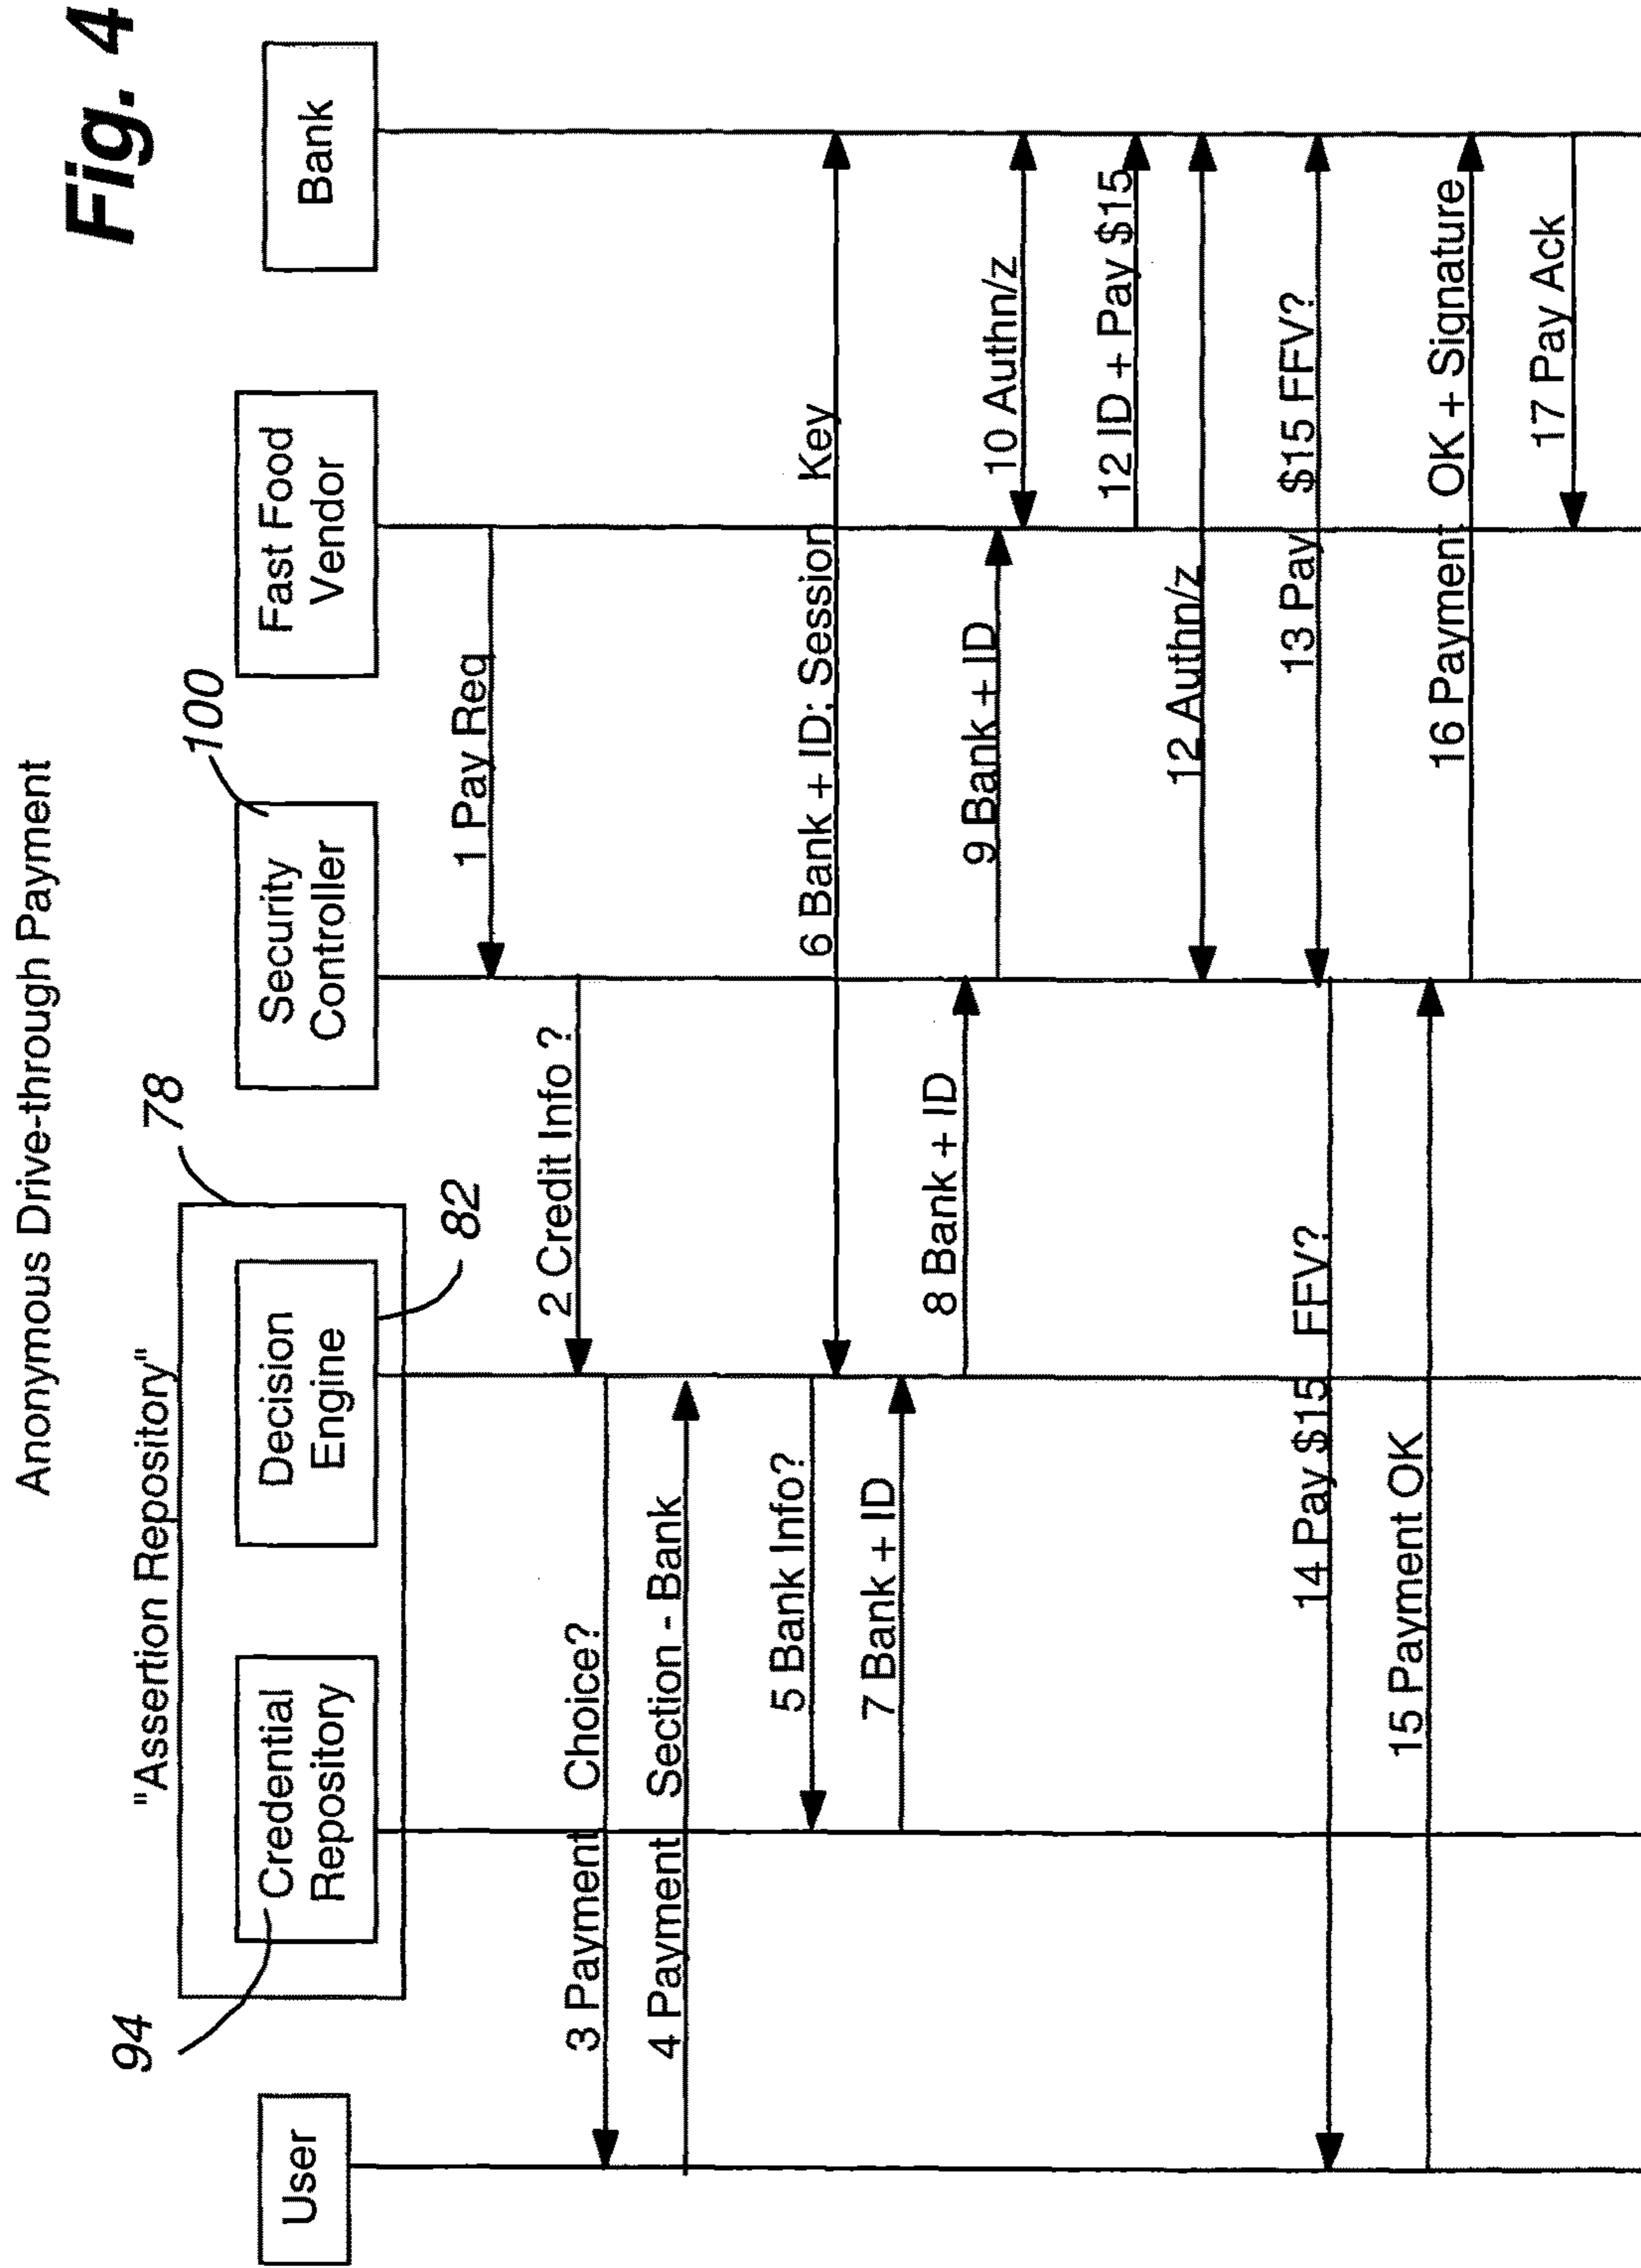 Anonymous Drive-through Payment
Fig. 4
"Assertion Repository"
78
94
100
82
User
Credential
Repository
Decision
Engine
Security
Controller
Fast Food
Vendor
Bank
1 Pay Req
2 Credit Info ?
3 Payment Choice?
4 Payment Section - Bank
5 Bank Info?
6 Bank + ID: Session Key
7 Bank + ID
8 Bank + ID
9 Bank + ID
10 Authn/z
12 ID + Pay $15
12 Authn/z
13 Pay $15 FFV?
14 Pay $15 FFV?
15 Payment OK
16 Payment OK + Signature
17 Pay Ack